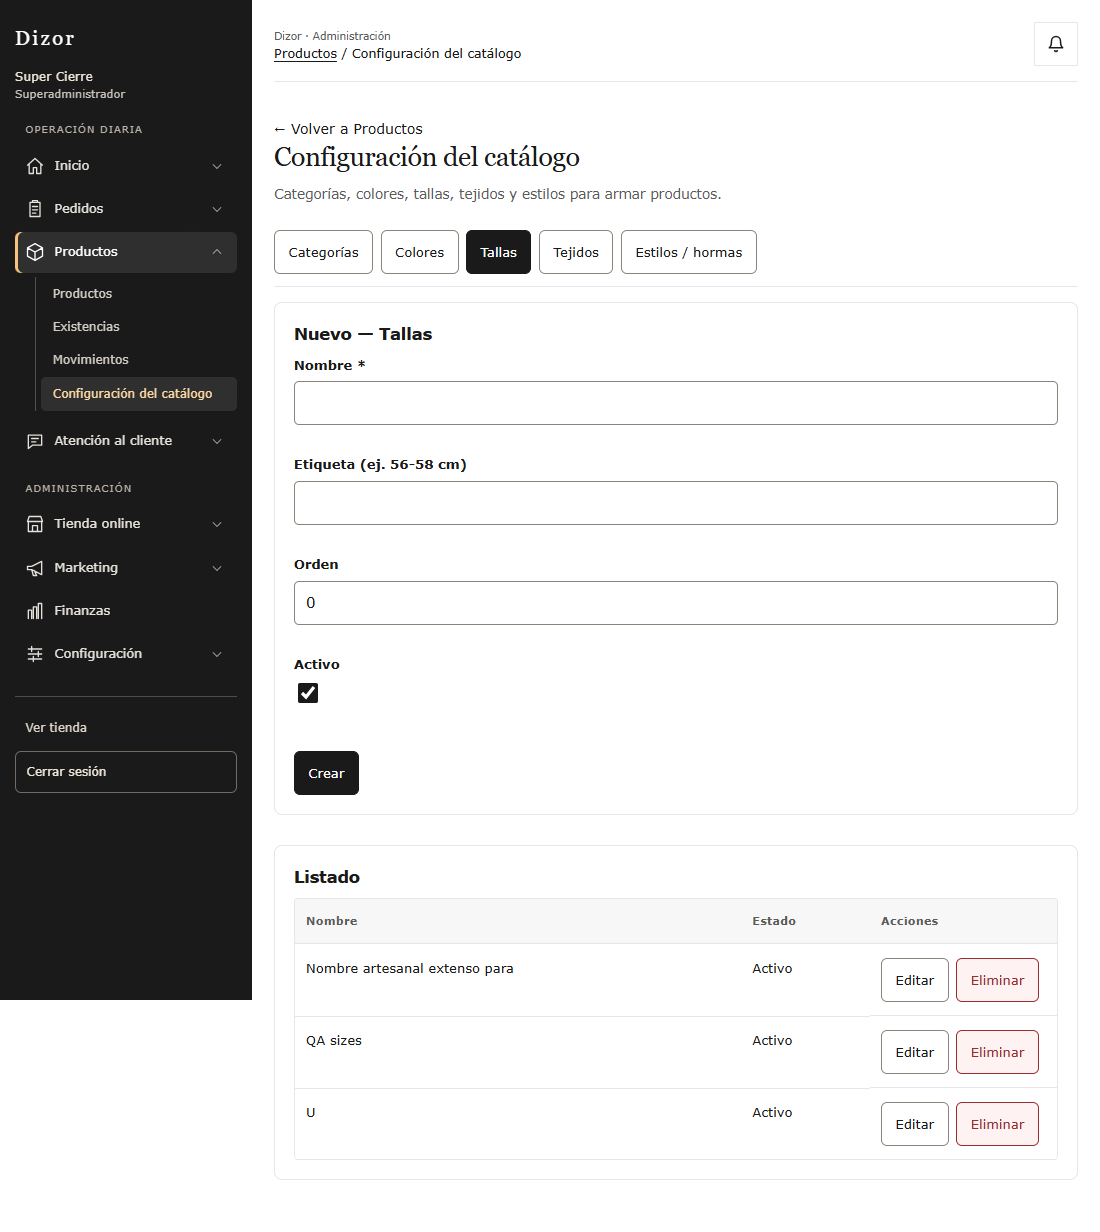 Dizor
Super Cierre
Superadministrador
OPERACIÓN DIARIA
Inicio
Pedidos
Productos
Productos
Existencias
Movimientos
Configuración del catálogo
Atención al cliente
ADMINISTRACIÓN
Tienda online
Marketing
Finanzas
Configuración
Ver tienda
Cerrar sesión
Dizor · Administración
Productos / Configuración del catálogo
← Volver a Productos
Configuración del catálogo
Categorías, colores, tallas, tejidos y estilos para armar productos.
Categorías Colores Tallas Tejidos Estilos / hormas
Nuevo — Tallas
Nombre *
Etiqueta (ej. 56-58 cm)
Orden
0
Activo
Crear
Listado
Nombre Estado Acciones
Nombre artesanal extenso para Activo Editar Eliminar
QA sizes Activo Editar Eliminar
U Activo Editar Eliminar